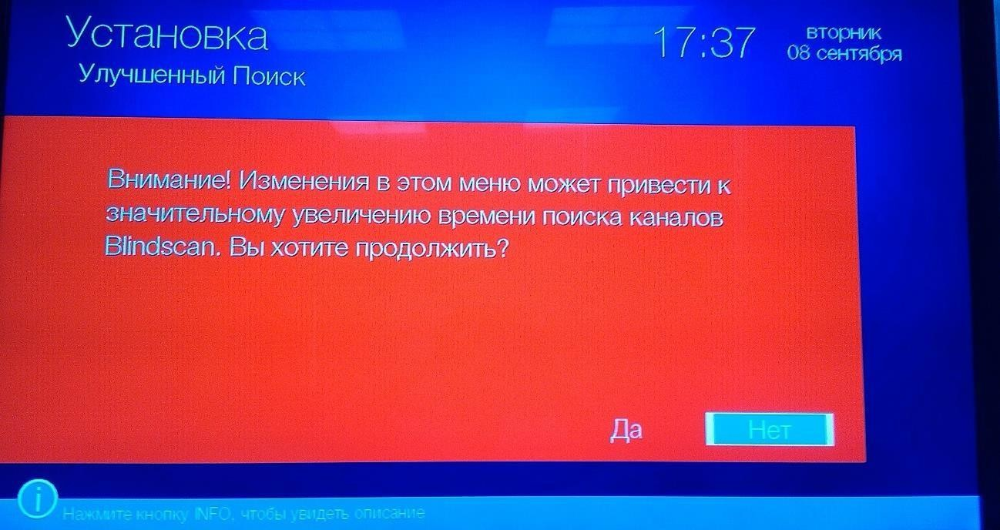 Установка
Улучшенный Поиск
17:37
вторник
08 сентября
Внимание! Изменения в этом меню может привести к
значительному увеличению времени поиска каналов
Blindscan. Вы хотите продолжить?
Да
Нет
i
Нажмите кнопку INFO, чтобы увидеть описание